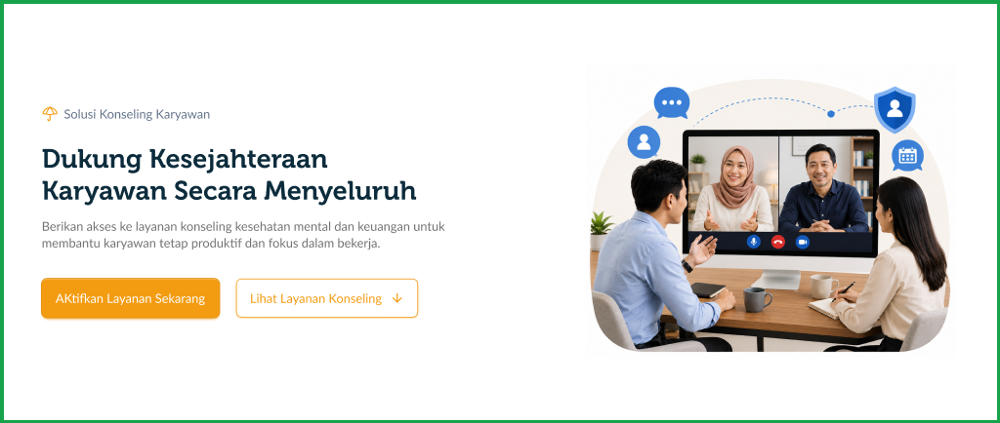 Solusi Konseling Karyawan
Dukung Kesejahteraan
Karyawan Secara Menyeluruh
Berikan akses ke layanan konseling kesehatan mental dan keuangan untuk
membantu karyawan tetap produktif dan fokus dalam bekerja.
AKtifkan Layanan Sekarang
Lihat Layanan Konseling